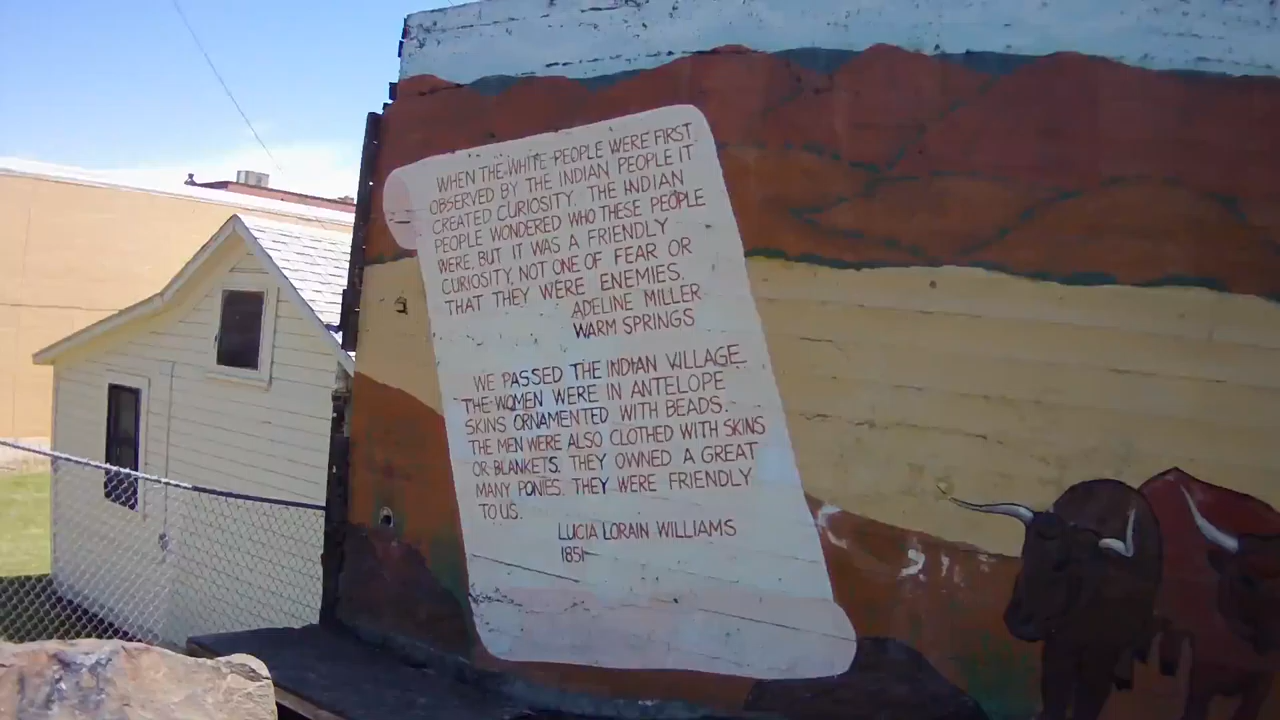 WHEN THE WHITE PEOPLE WERE FIRST
OBSERVED BY THE INDIAN PEOPLE IT
CREATED CURIOSITY. THE INDIAN
PEOPLE WONDERED WHO THESE PEOPLE
WERE, BUT IT WAS A FRIENDLY
CURIOSITY, NOT ONE OF FEAR OR
THAT THEY WERE ENEMIES.
ADELINE MILLER
WARM SPRINGS
WE PASSED THE INDIAN VILLAGE.
THE WOMEN WERE IN ANTELOPE
SKINS ORNAMENTED WITH BEADS.
THE MEN WERE ALSO CLOTHED WITH SKINS
OR BLANKETS. THEY OWNED A GREAT
MANY PONIES. THEY WERE FRIENDLY
TO US.
LUCIA LORAIN WILLIAMS
1851